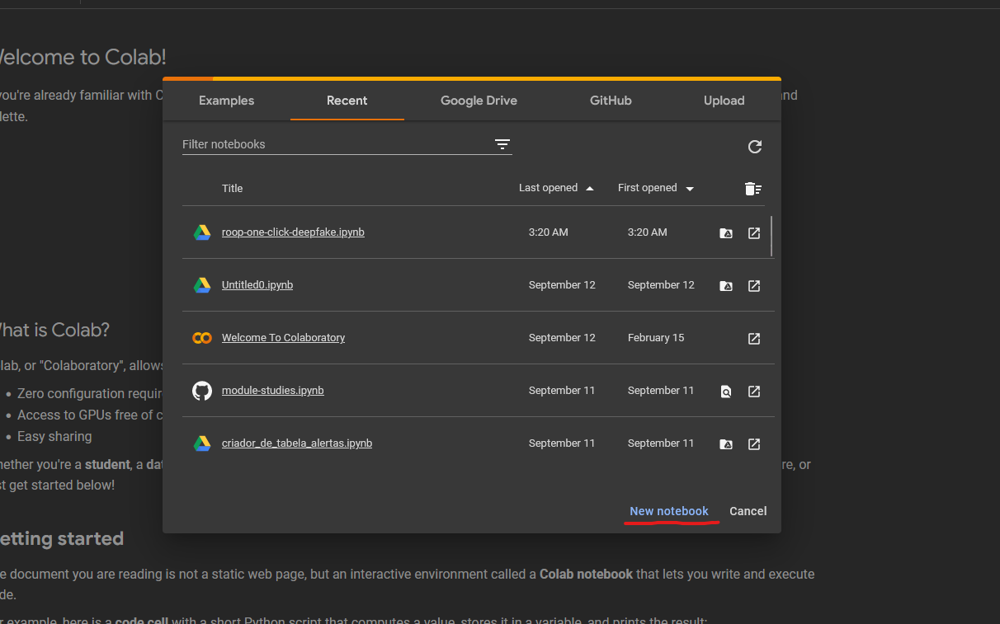 elcome to Colab!
you're already familiar with C
nd
lette.
Examples
Recent
Google Drive
GitHub
Upload
Filter notebooks
Title
Last opened
First opened
roop-one-click-deepfake.ipynb
3:20 AM
3:20 AM
Untitled0.ipynb
September 12
September 12
Welcome To Colaboratory
September 12
February 15
module-studies.ipynb
September 11
September 11
criador_de_tabela_alertas.ipynb
September 11
September 11
New notebook
Cancel
hat is Colab?
lab, or "Colaboratory", allows
Zero configuration requir
Access to GPUs free of c
Easy sharing
hether you're a student, a dat
re, or
st get started below!
etting started
e document you are reading is not a static web page, but an interactive environment called a Colab notebook that lets you write and execute
de.
r example, here is a code cell with a short Python script that computes a value, stores it in a variable, and prints the result: